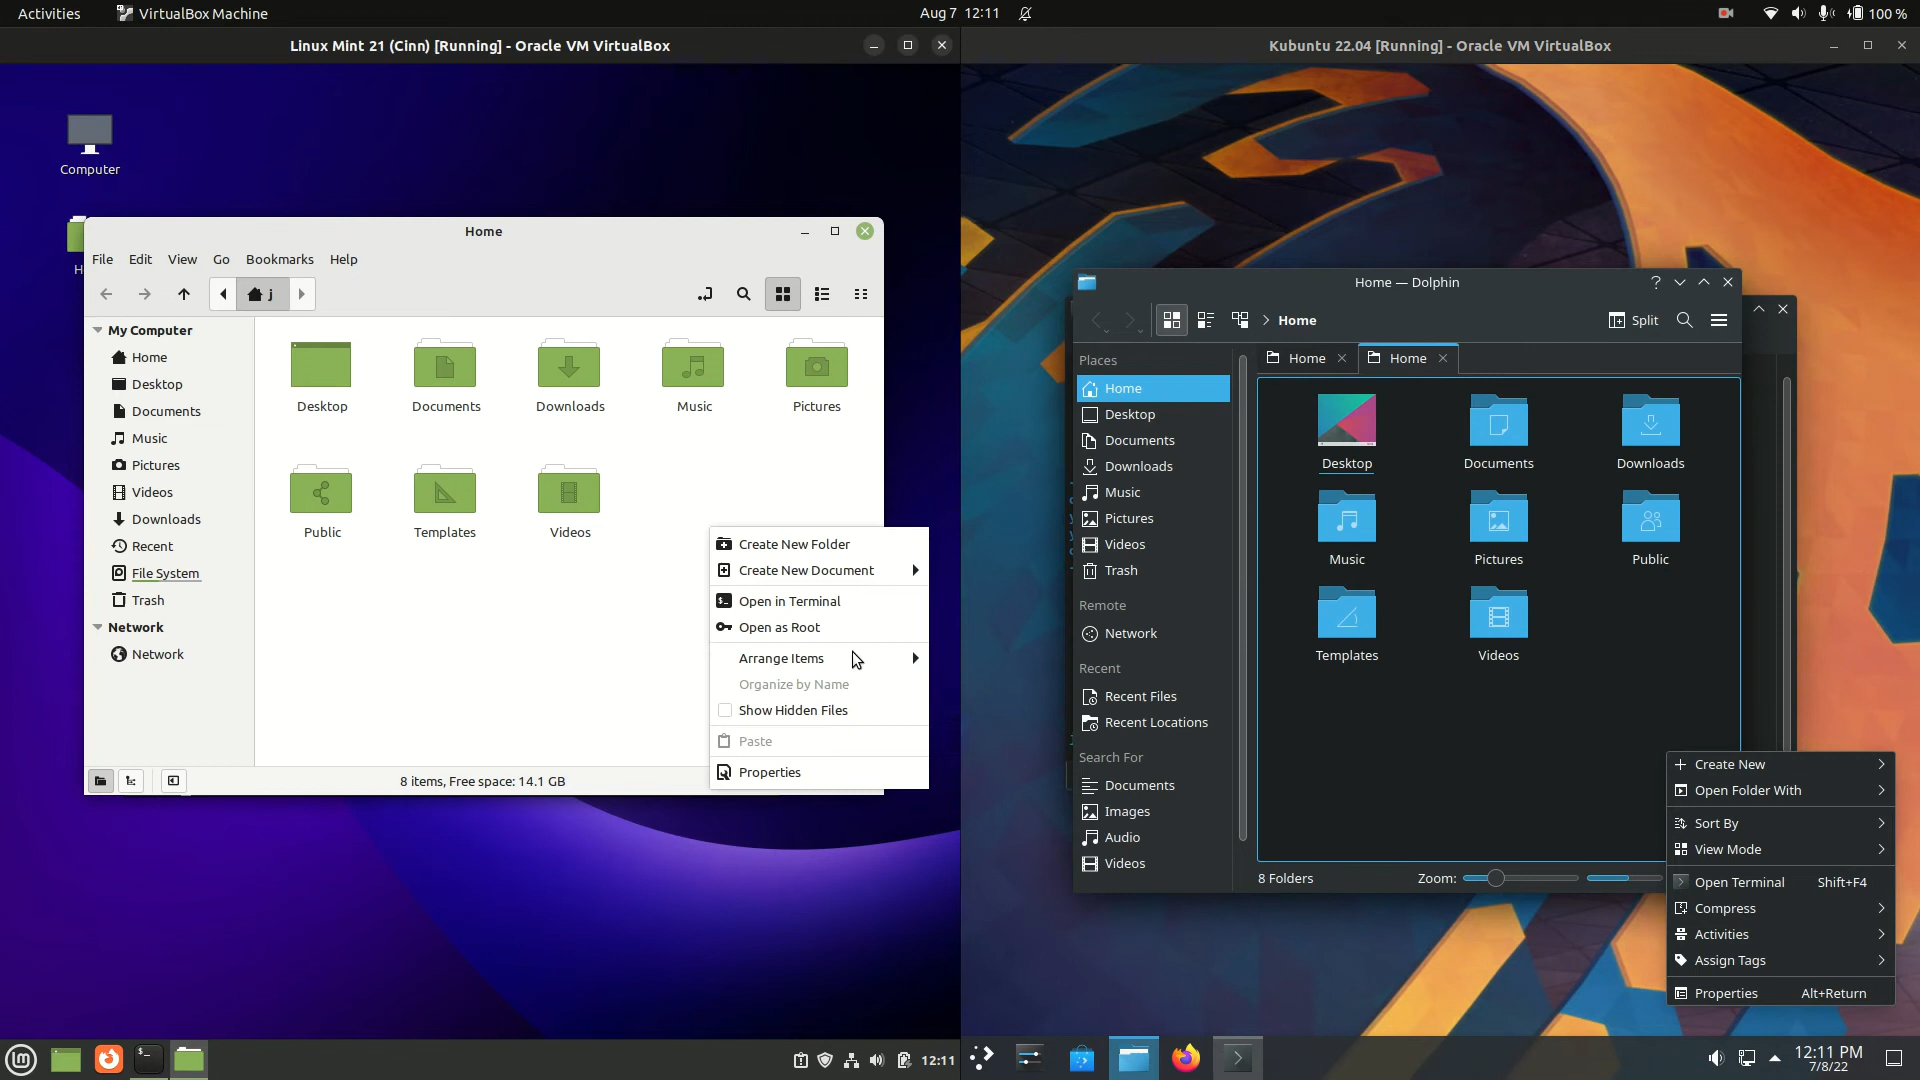 Activities
VirtualBox Machine
Aug 7 12:11
100 %
Linux Mint 21 (Cinn) [Running] - Oracle VM VirtualBox
Kubuntu 22.04 [Running] - Oracle VM VirtualBox
Computer
H
Home
File Edit View Go Bookmarks Help
j
My Computer
Home
Desktop
Documents
Music
Pictures
Videos
Downloads
Recent
File System
Trash
Network
Network
Desktop Documents Downloads Music Pictures
Public Templates Videos
8 items, Free space: 14.1 GB
Create New Folder
Create New Document
Open in Terminal
Open as Root
Arrange Items
Organize by Name
Show Hidden Files
Paste
Properties
12:11
Home — Dolphin
Home
Split
Places
Home
Desktop
Documents
Downloads
Music
Pictures
Videos
Trash
Remote
Network
Recent
Recent Files
Recent Locations
Search For
Documents
Images
Audio
Videos
Home Home
Desktop Documents Downloads
Music Pictures Public
Templates Videos
8 Folders
Zoom:
Create New
Open Folder With
Sort By
View Mode
Open Terminal Shift+F4
Compress
Activities
Assign Tags
Properties Alt+Return
12:11 PM
7/8/22